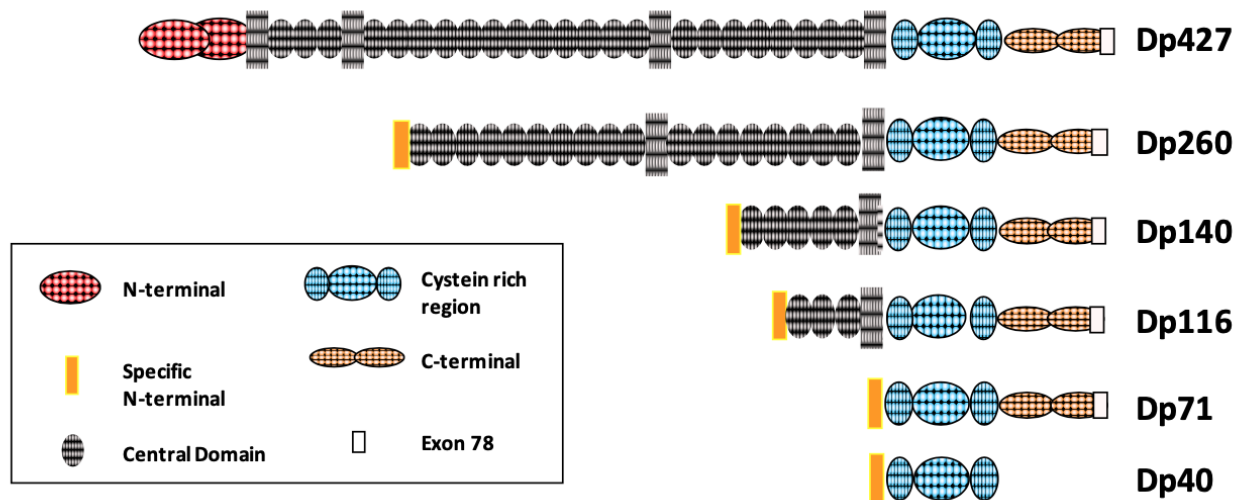 Dp427
Dp260
Dp140
Dp116
Dp71
Dp40
N-terminal
Specific
N-terminal
Central Domain
Cystein rich
region
C-terminal
Exon 78